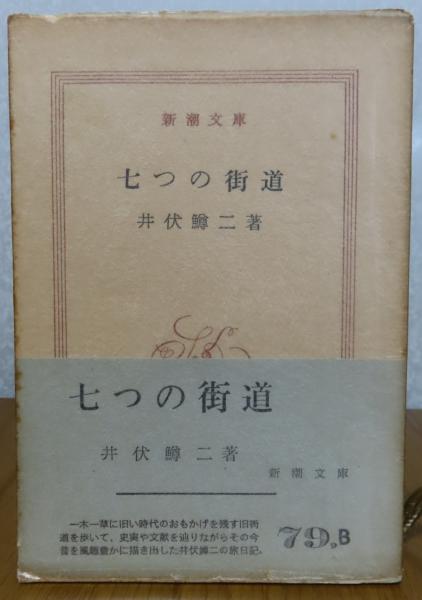 新潮文庫
七つの街道
井伏鱒二著
七つの街道
井伏鱒二著
新潮文庫
一木一草に旧い時代のおもかげを残す旧街
道を歩いて、史実や文献を辿りながらその今
昔を風趣豊かに描き出した井伏鱒二の旅日記。
79,B